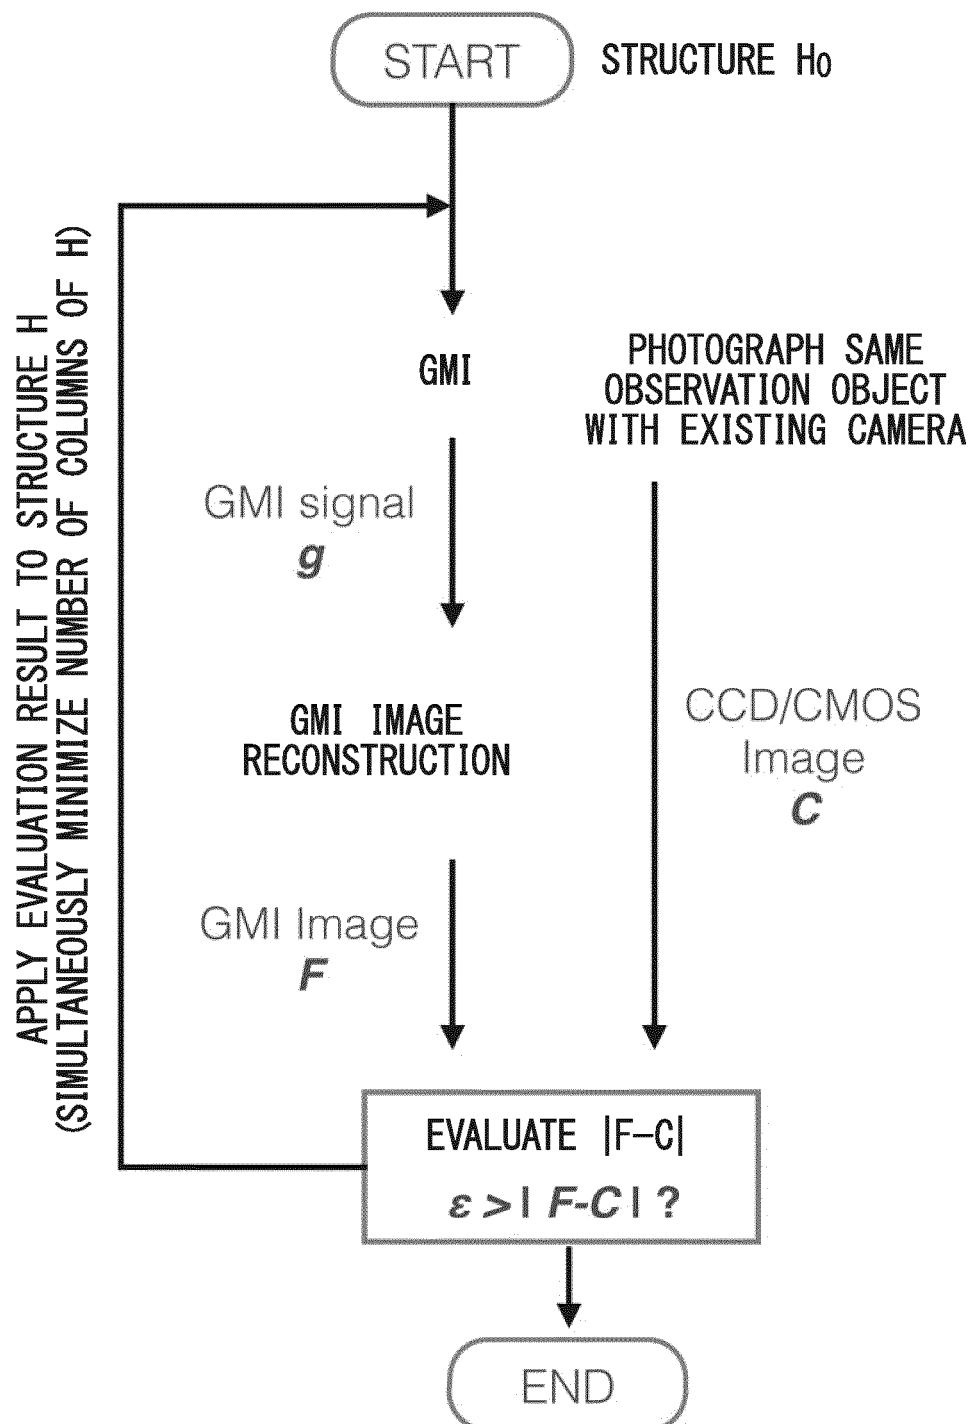 START
STRUCTURE H0
APPLY EVALUATION RESULT TO STRUCTURE H
(SIMULTANEOUSLY MINIMIZE NUMBER OF COLUMNS OF H)
GMI
PHOTOGRAPH SAME
OBSERVATION OBJECT
WITH EXISTING CAMERA
GMI signal
g
GMI IMAGE
RECONSTRUCTION
CCD/CMOS
Image
C
GMI Image
F
EVALUATE |F-C|
ε > | F-C | ?
END